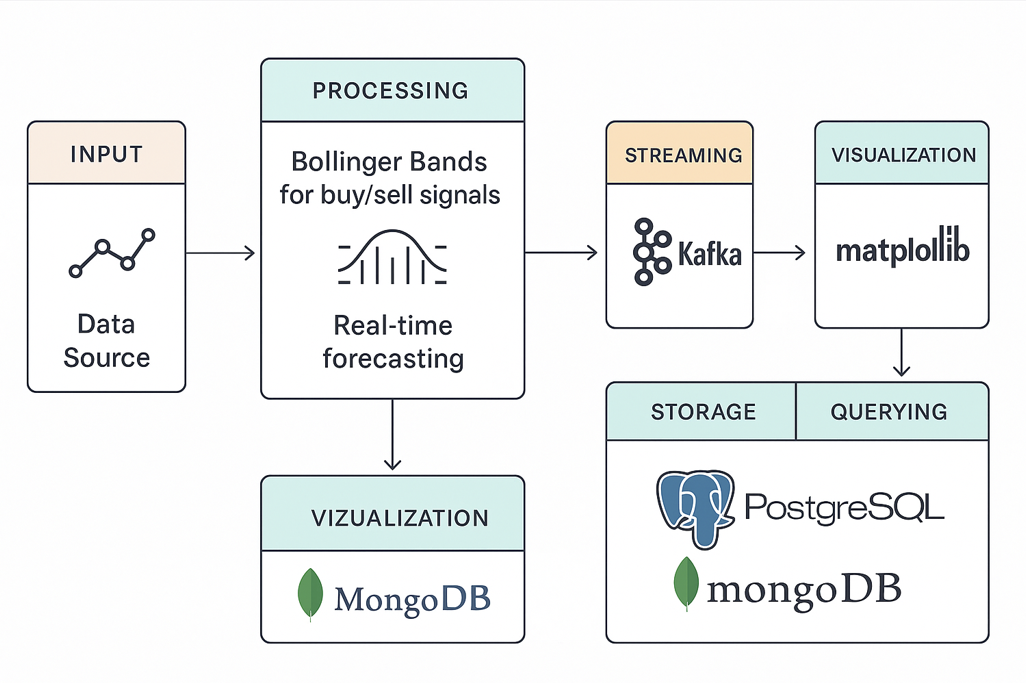 INPUT
Data
Source
PROCESSING
Bollinger Bands
for buy/sell signals
Real-time
forecasting
STREAMING
Kafka
VISUALIZATION
matplollib
VIZUALIZATION
MongoDB
STORAGE
QUERYING
PostgreSQL
mongoDB